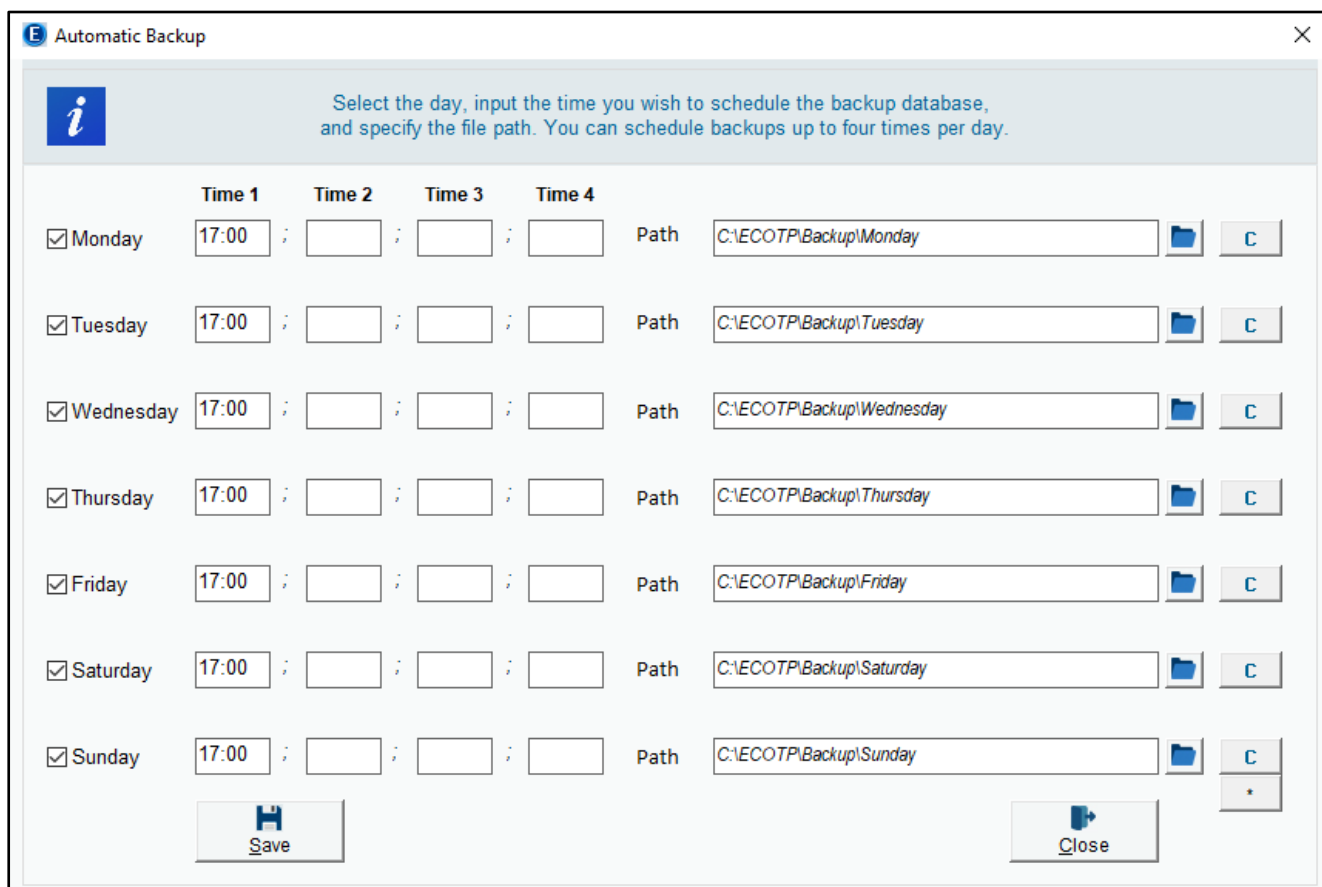 E Automatic Backup
i
Select the day, input the time you wish to schedule the backup database,
and specify the file path. You can schedule backups up to four times per day.
Time 1 Time 2 Time 3 Time 4
Monday 17:00 ; ; ; Path C:\ECOTP\Backup\Monday C
Tuesday 17:00 ; ; ; Path C:\ECOTP\Backup\Tuesday C
Wednesday 17:00 ; ; ; Path C:\ECOTP\Backup\Wednesday C
Thursday 17:00 ; ; ; Path C:\ECOTP\Backup\Thursday C
Friday 17:00 ; ; ; Path C:\ECOTP\Backup\Friday C
Saturday 17:00 ; ; ; Path C:\ECOTP\Backup\Saturday C
Sunday 17:00 ; ; ; Path C:\ECOTP\Backup\Sunday C
*
Save Close